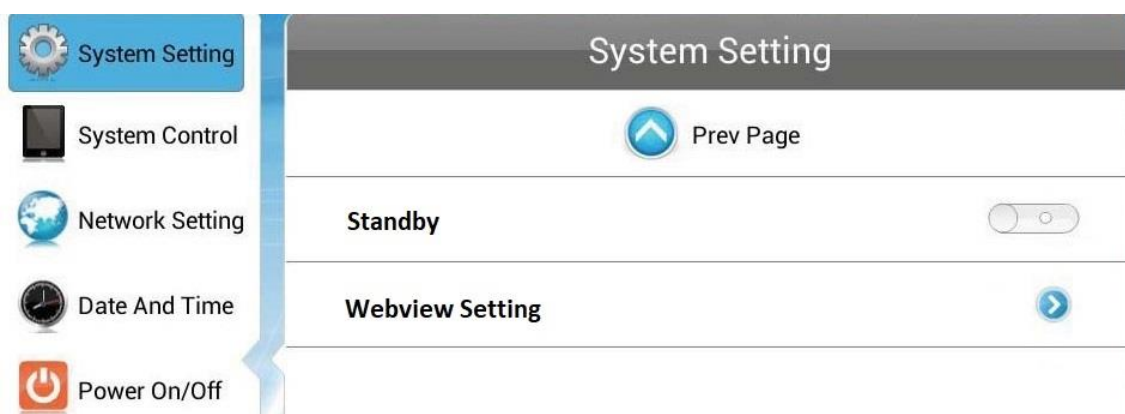 System Setting
System Control
Network Setting
Date And Time
Power On/Off
System Setting
Prev Page
Standby
Webview Setting